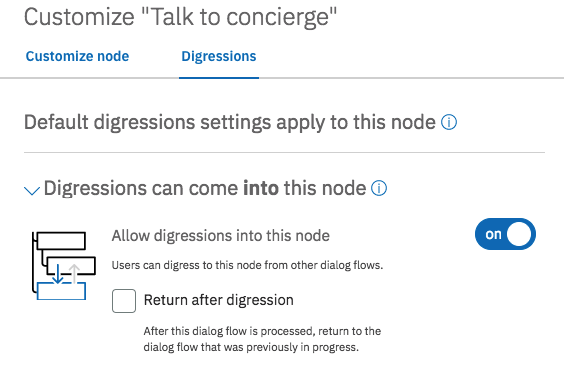 Customize "Talk to concierge"
Customize node Digressions
Default digressions settings apply to this node
Digressions can come into this node
Allow digressions into this node
on
Users can digress to this node from other dialog flows.
Return after digression
After this dialog flow is processed, return to the
dialog flow that was previously in progress.